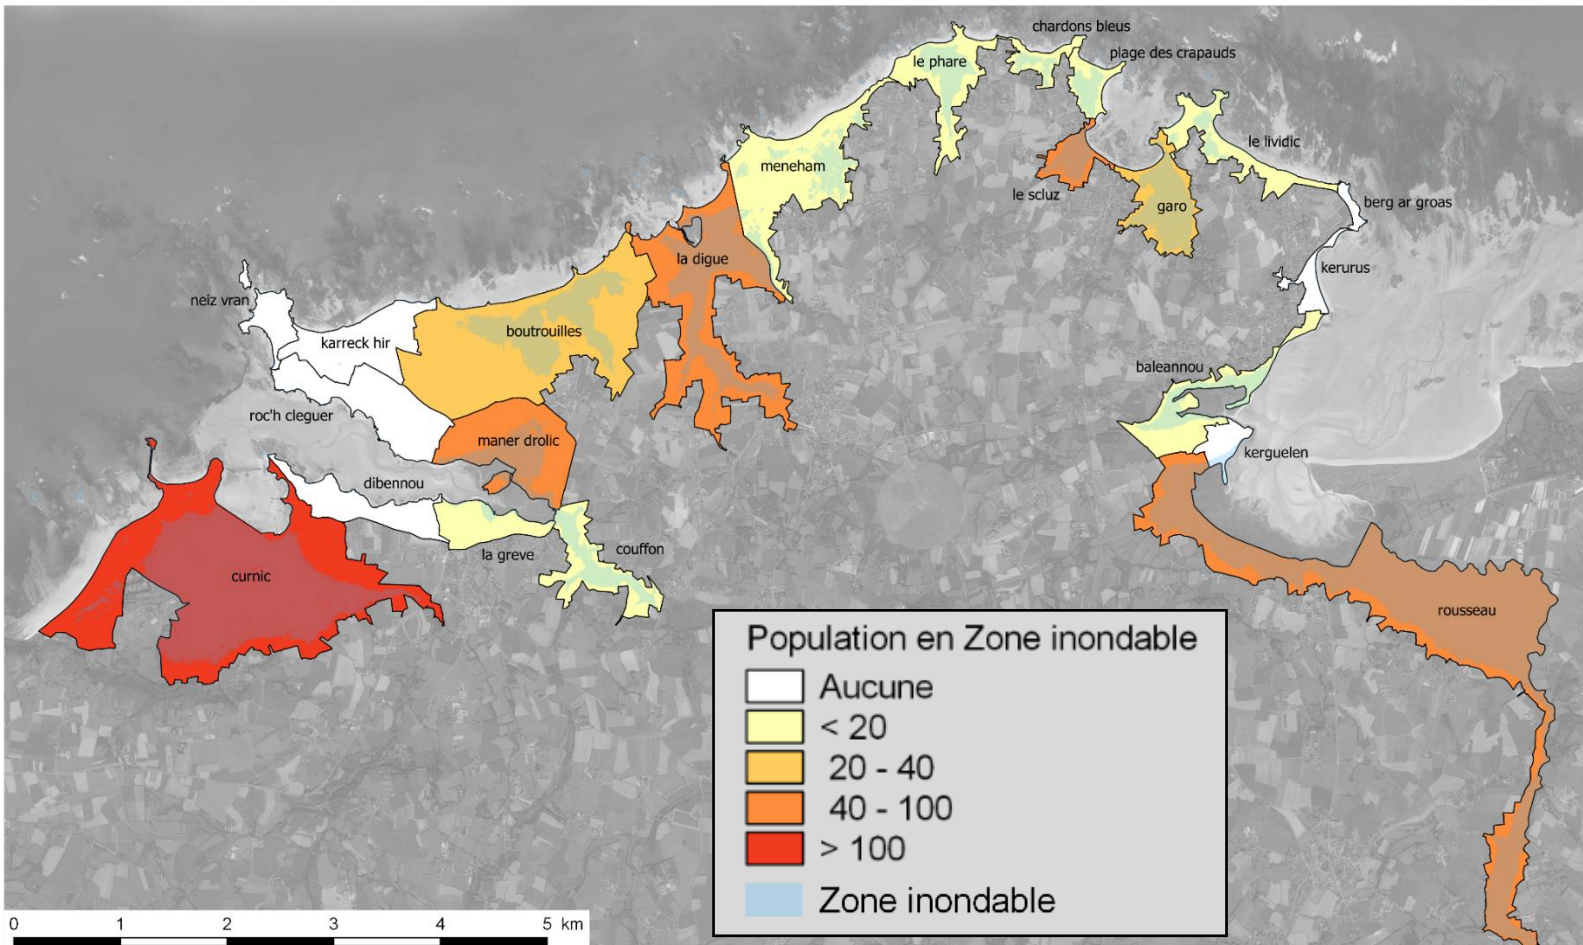 chardons bleus
plage des crapauds
le phare
le lividic
meneham
le scluz
garo
berg ar groas
la digue
kerurus
neiz vran
boutrouilles
karreck hir
baleannou
roc'h cleguer
maner drolic
kerguelen
dibennou
la greve
couffon
curnic
rousseau
Population en Zone inondable
Aucune
< 20
20 - 40
40 - 100
> 100
Zone inondable
0 1 2 3 4 5 km